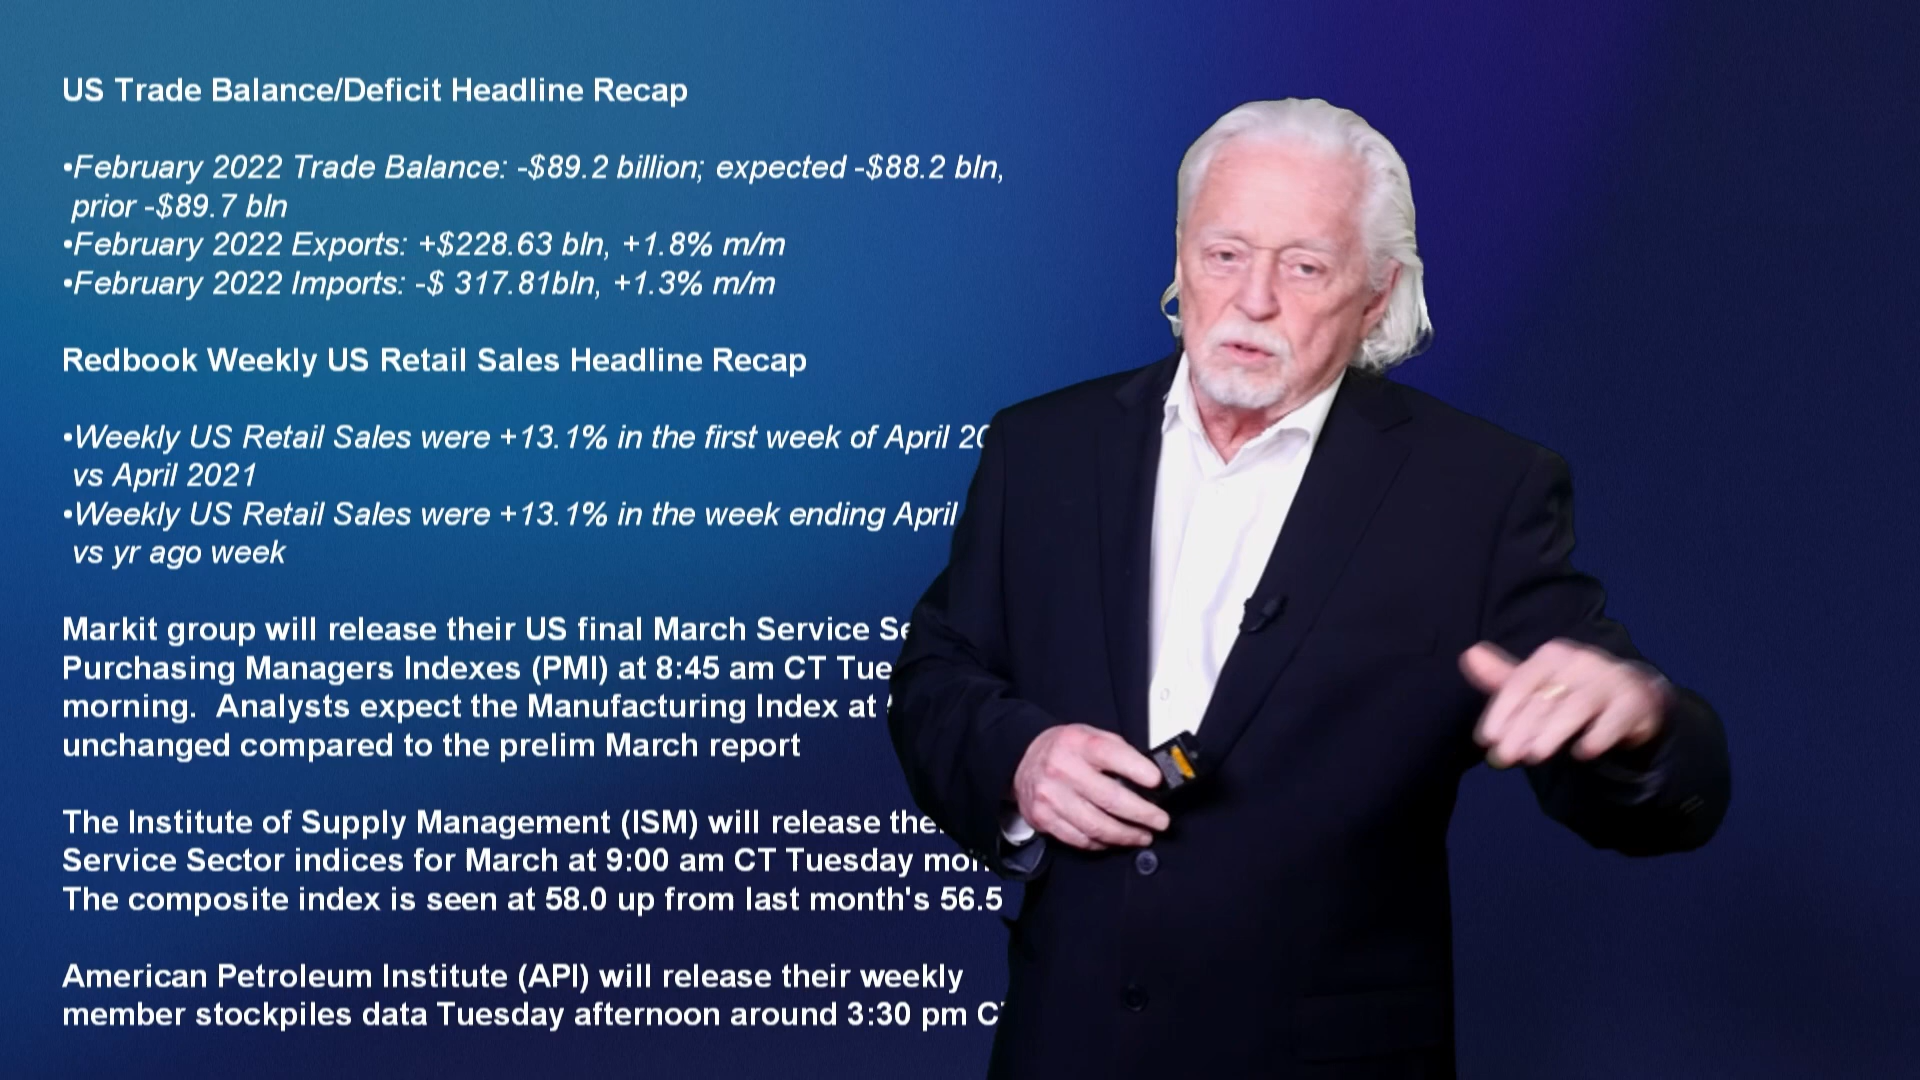 US Trade Balance/Deficit Headline Recap
•February 2022 Trade Balance: -$89.2 billion; expected -$88.2 bln,
prior -$89.7 bln
•February 2022 Exports: +$228.63 bln, +1.8% m/m
•February 2022 Imports: -$ 317.81bln, +1.3% m/m
Redbook Weekly US Retail Sales Headline Recap
•Weekly US Retail Sales were +13.1% in the first week of April
vs April 2021
•Weekly US Retail Sales were +13.1% in the week ending April
vs yr ago week
Markit group will release their US final March Service
Purchasing Managers Indexes (PMI) at 8:45 am CT
morning. Analysts expect the Manufacturing Index at
unchanged compared to the prelim March report
The Institute of Supply Management (ISM) will release
Service Sector indices for March at 9:00 am CT Tuesday
The composite index is seen at 58.0 up from last month's 56.5
American Petroleum Institute (API) will release their weekly
member stockpiles data Tuesday afternoon around 3:30 pm